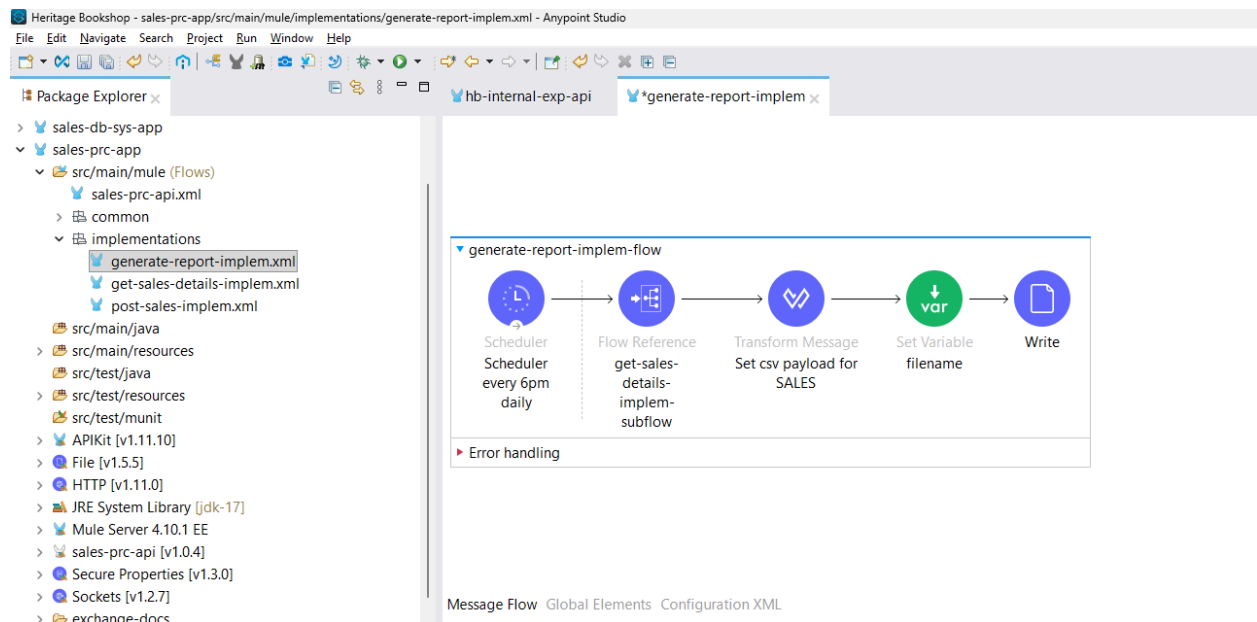 Heritage Bookshop - sales-prc-app/src/main/mule/implementations/generate-report-implem.xml - Anypoint Studio
File Edit Navigate Search Project Run Window Help
Package Explorer
sales-db-sys-app
sales-prc-app
src/main/mule (Flows)
sales-prc-api.xml
common
implementations
generate-report-implem.xml
get-sales-details-implem.xml
post-sales-implem.xml
src/main/java
src/main/resources
src/test/java
src/test/resources
src/test/munit
APIKit [v1.11.10]
File [v1.5.5]
HTTP [v1.11.0]
JRE System Library [jdk-17]
Mule Server 4.10.1 EE
sales-prc-api [v1.0.4]
Secure Properties [v1.3.0]
Sockets [v1.2.7]
exchange-docs
hb-internal-exp-api
*generate-report-implem
generate-report-implem-flow
Scheduler
Scheduler
every 6pm
daily
Flow Reference
get-sales-
details-
implem-
subflow
Transform Message
Set csv payload for
SALES
var
Set Variable
filename
Write
Error handling
Message Flow Global Elements Configuration XML